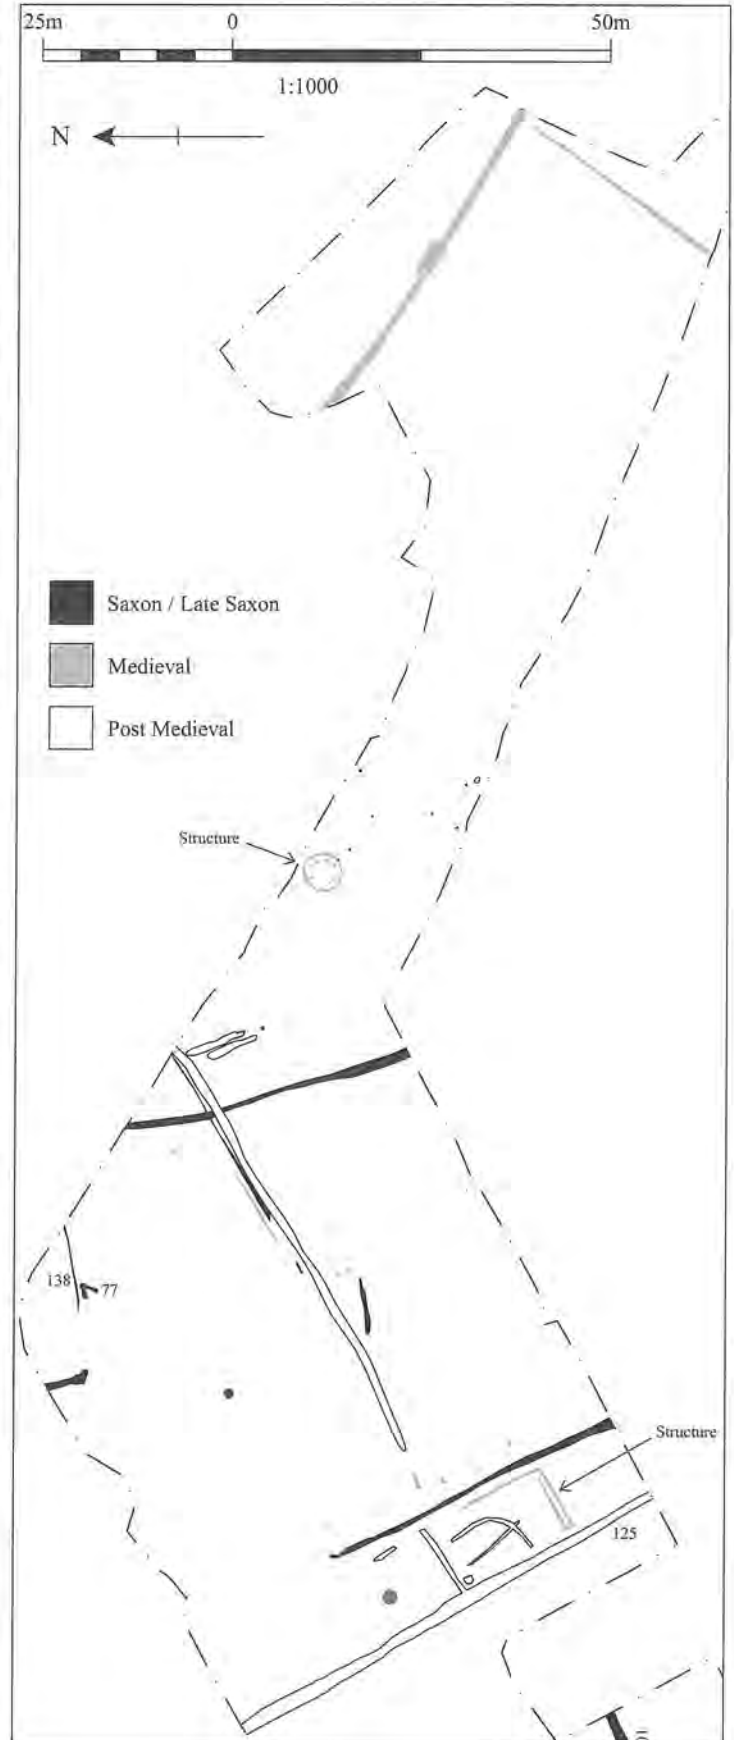 25m 0 50m
1:1000
N
Saxon / Late Saxon
Medieval
Post Medieval
Structure
138 77
Structure
125